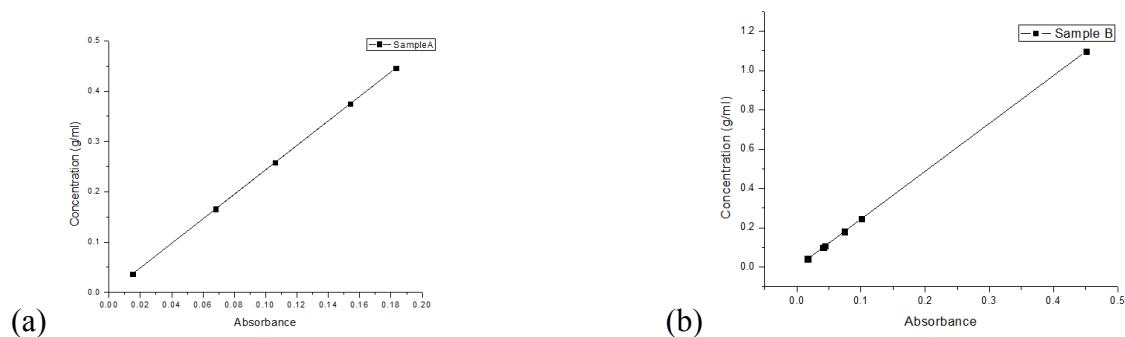 SampleA
0.5
0.4
0.3
0.2
0.1
0.0
Concentration (g/ml)
0.00 0.02 0.04 0.06 0.08 0.10 0.12 0.14 0.16 0.18 0.20
Absorbance
(a)
Sample B
1.2
1.0
0.8
0.6
0.4
0.2
0.0
Concentration (g/ml)
0.0 0.1 0.2 0.3 0.4 0.5
Absorbance
(b)